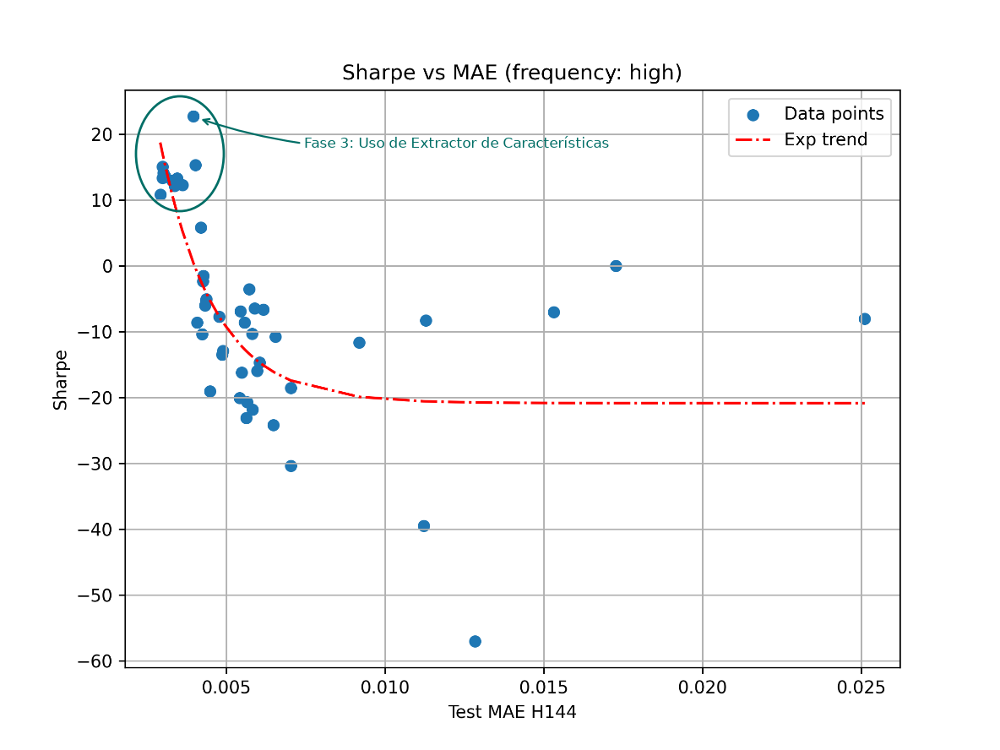 Sharpe vs MAE (frequency: high)
Data points
Exp trend
Fase 3: Uso de Extractor de Características
20
10
0
−10
−20
−30
−40
−50
−60
Sharpe
0.005 0.010 0.015 0.020 0.025
Test MAE H144